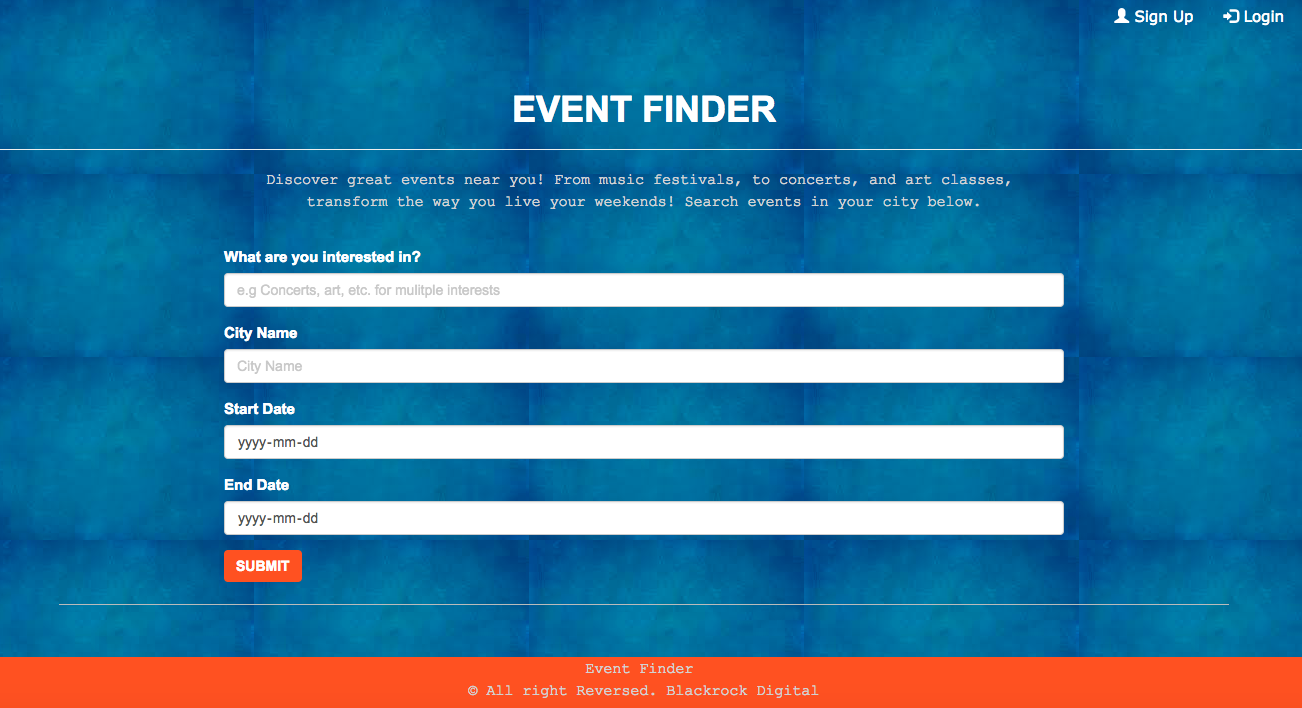 Sign Up Login
EVENT FINDER
Discover great events near you! From music festivals, to concerts, and art classes,
transform the way you live your weekends! Search events in your city below.
What are you interested in?
e.g Concerts, art, etc. for mulitple interests
City Name
City Name
Start Date
yyyy-mm-dd
End Date
yyyy-mm-dd
SUBMIT
Event Finder
© All right Reversed. Blackrock Digital